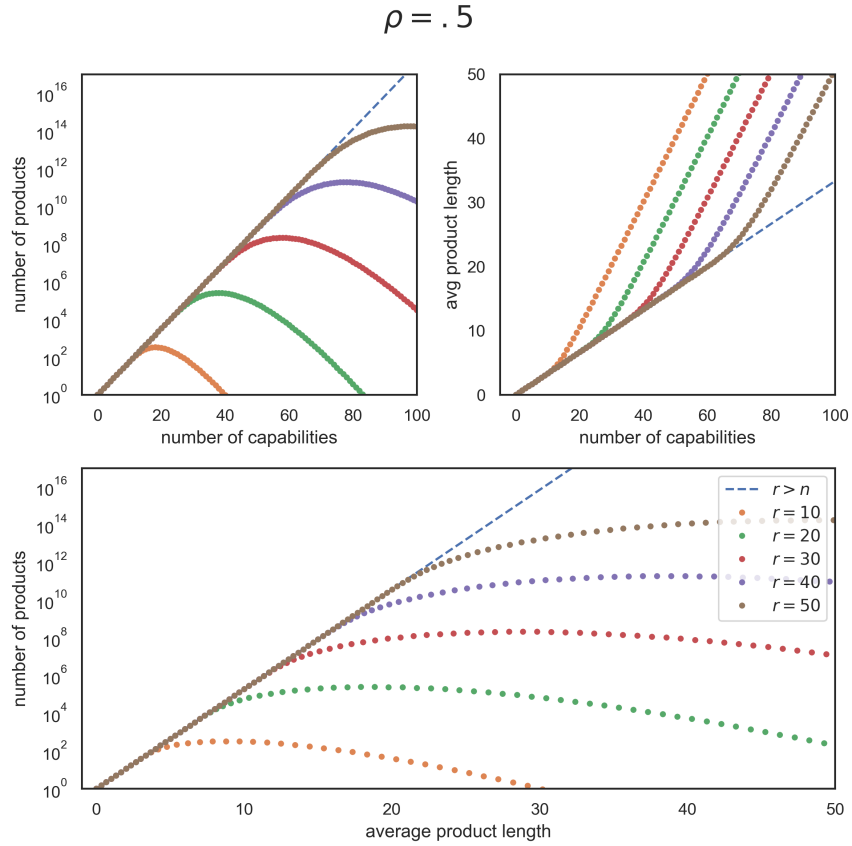 ρ = .5
number of products
10^16
10^14
10^12
10^10
10^8
10^6
10^4
10^2
10^0
0 20 40 60 80 100
number of capabilities
avg product length
50
40
30
20
10
0
0 20 40 60 80 100
number of capabilities
number of products
10^16
10^14
10^12
10^10
10^8
10^6
10^4
10^2
10^0
r > n
r = 10
r = 20
r = 30
r = 40
r = 50
0 10 20 30 40 50
average product length